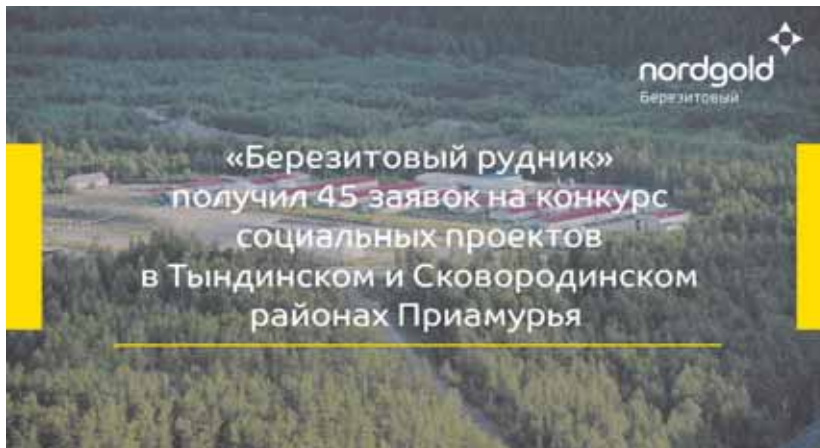 nordgold
Березитовый
«Березитовый рудник»
получил 45 заявок на конкурс
социальных проектов
в Тындинском и Сковородинском
районах Приамурья